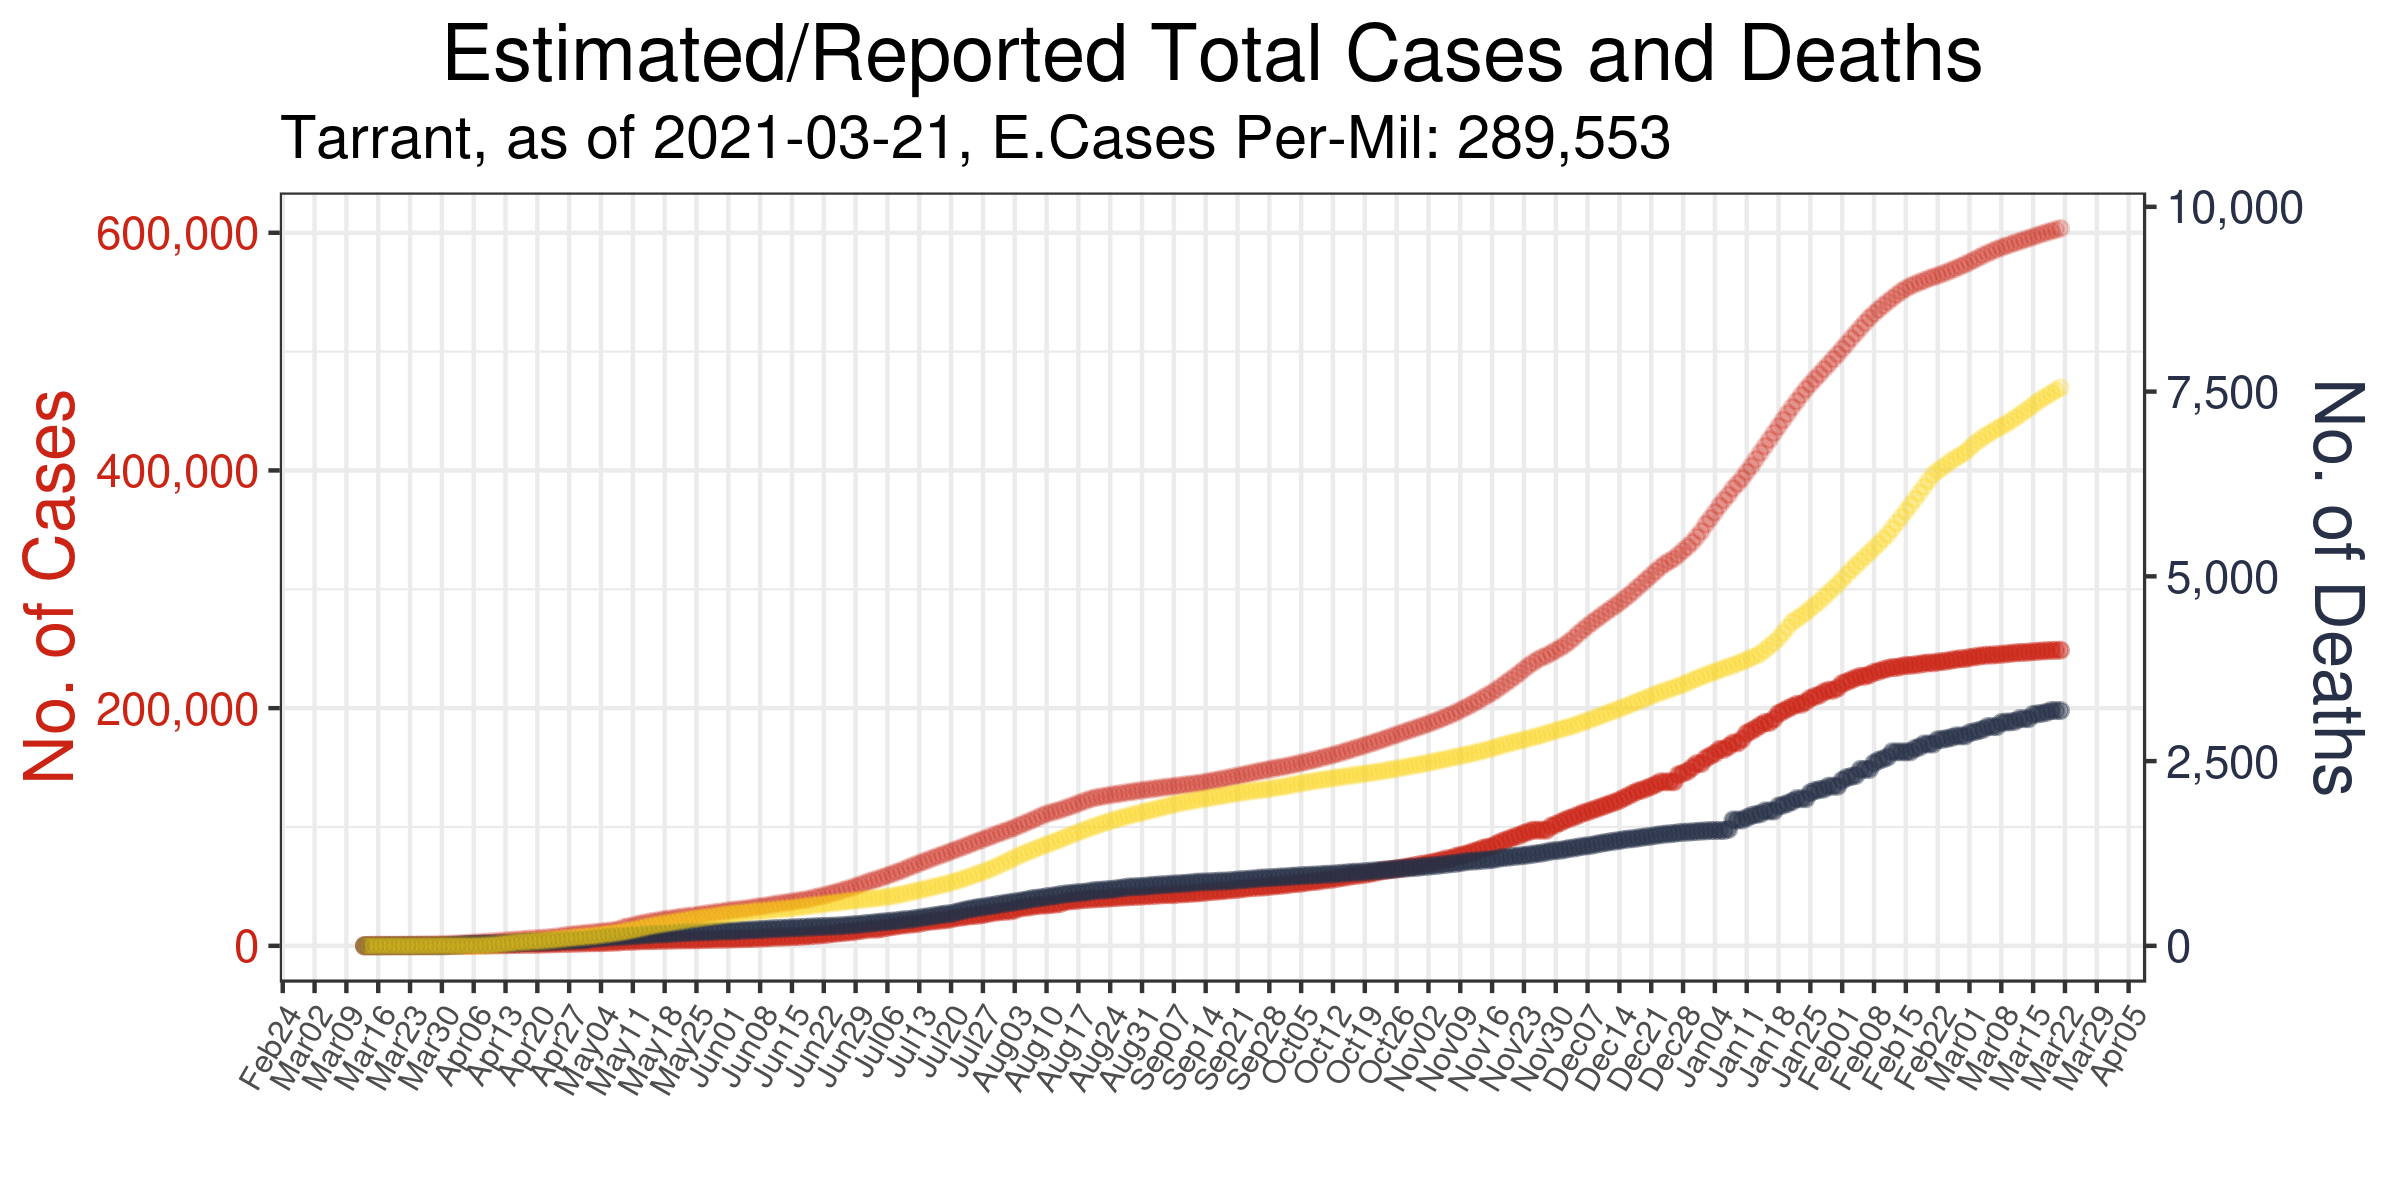 Estimated/Reported Total Cases and Deaths
Tarrant, as of 2021-03-21, E.Cases Per-Mil: 289,553
No. of Cases
600,000
400,000
200,000
0
10,000
7,500
5,000
2,500
0
No. of Deaths
Feb24
Mar02
Mar09
Mar16
Mar23
Mar30
Apr06
Apr13
Apr20
Apr27
May04
May11
May18
May25
Jun01
Jun08
Jun15
Jun22
Jun29
Jul06
Jul13
Jul20
Jul27
Aug03
Aug10
Aug17
Aug24
Aug31
Sep07
Sep14
Sep21
Sep28
Oct05
Oct12
Oct19
Oct26
Nov02
Nov09
Nov16
Nov23
Nov30
Dec07
Dec14
Dec21
Dec28
Jan04
Jan11
Jan18
Jan25
Feb01
Feb08
Feb15
Feb22
Mar01
Mar08
Mar15
Mar22
Mar29
Apr05